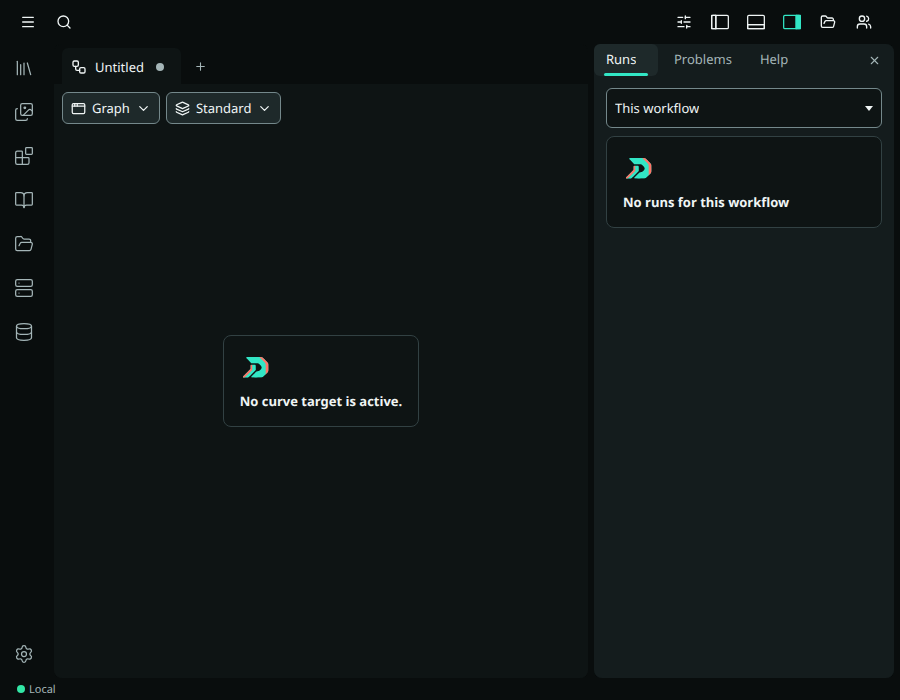 Untitled
Graph
Standard
No curve target is active.
Runs
Problems
Help
This workflow
No runs for this workflow
Local